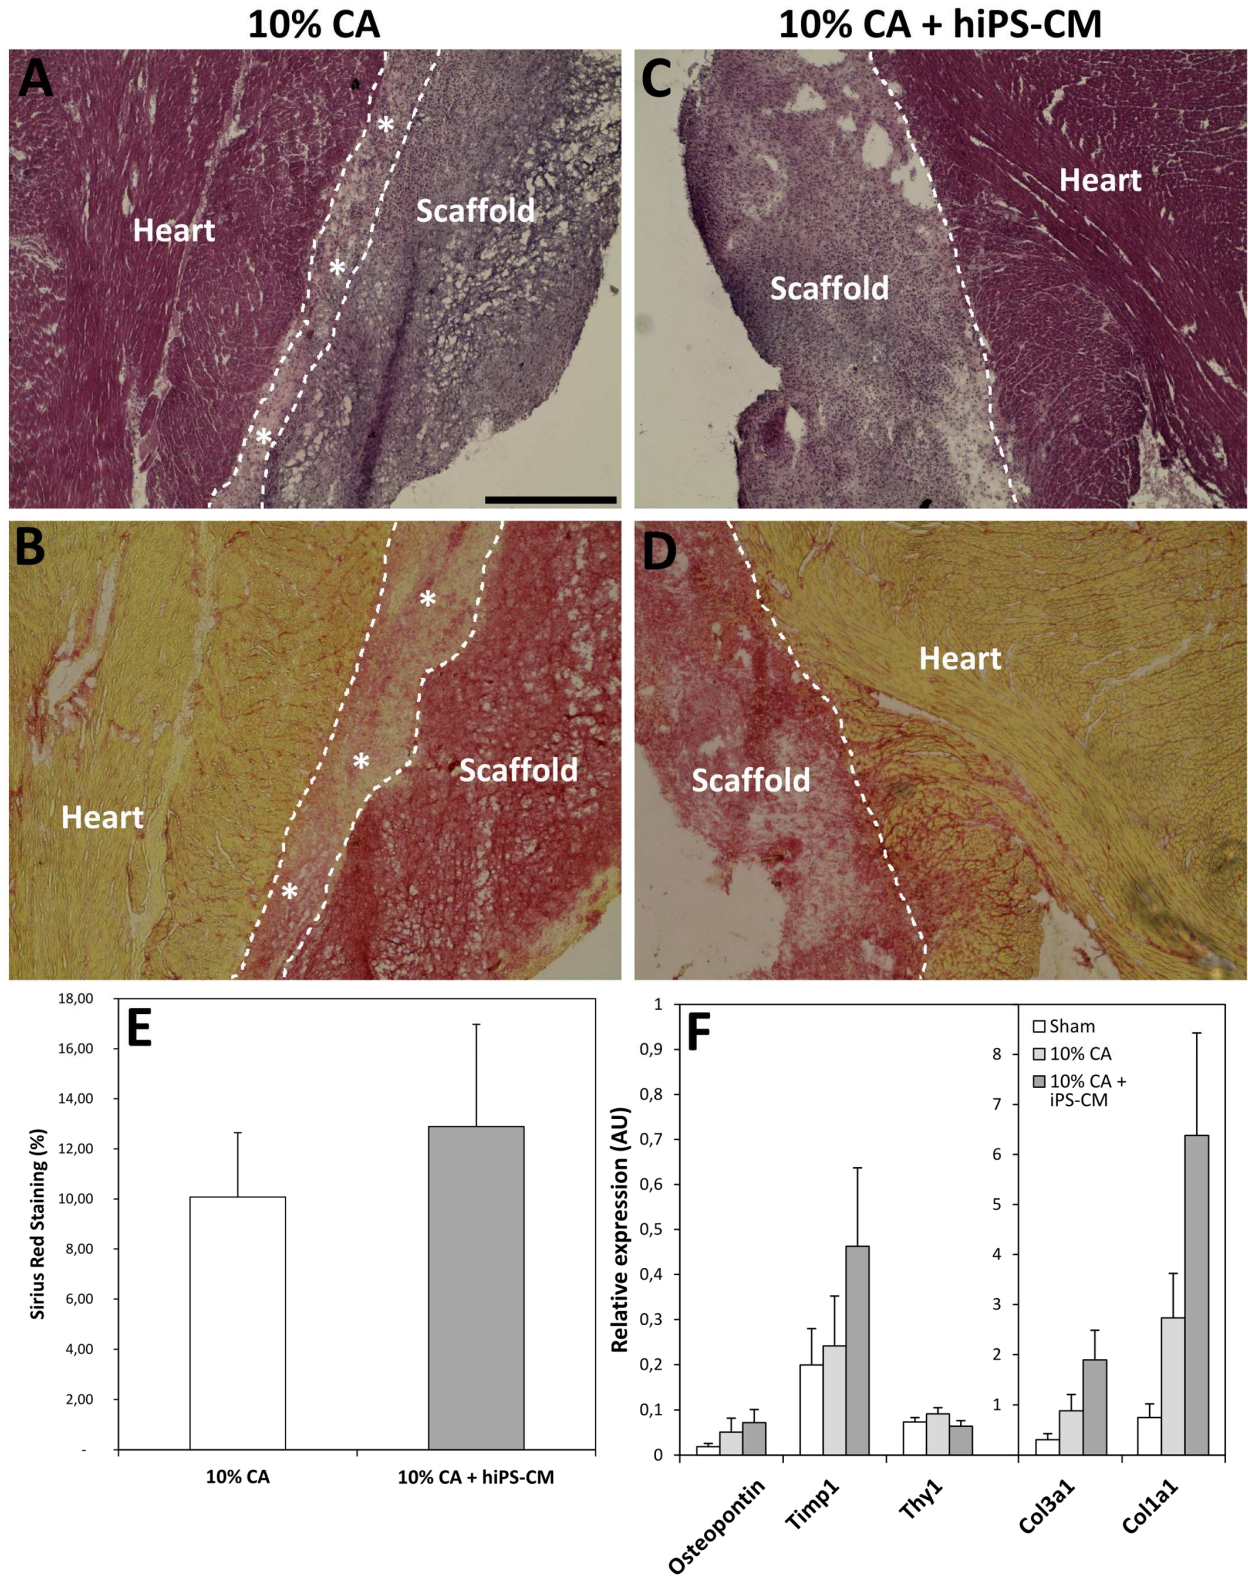 10% CA
10% CA + hiPS-CM
A
*
*
*
Heart
Scaffold
C
Heart
Scaffold
B
*
*
*
Heart
Scaffold
D
Heart
Scaffold
E
18,00
16,00
14,00
12,00
10,00
8,00
6,00
4,00
2,00
-
Sirius Red Staining (%)
10% CA
10% CA + hiPS-CM
F
1
0,9
0,8
0,7
0,6
0,5
0,4
0,3
0,2
0,1
0
Relative expression (AU)
Sham
10% CA
10% CA +
iPS-CM
8
7
6
5
4
3
2
1
Osteopontin
Timp1
Thy1
Col3a1
Col1a1